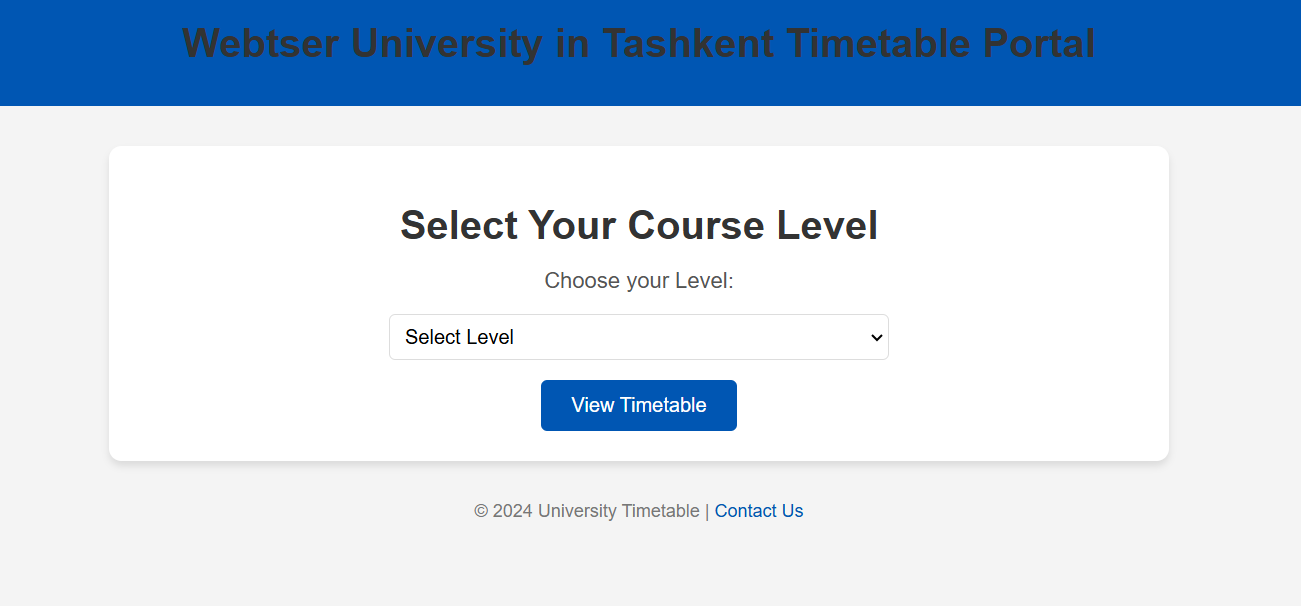 Webtser University in Tashkent Timetable Portal
Select Your Course Level
Choose your Level:
Select Level
View Timetable
© 2024 University Timetable | Contact Us